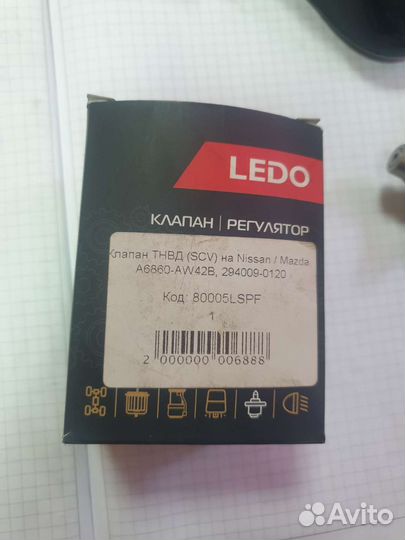 LEDO
КЛАПАН | РЕГУЛЯТОР
Клапан ТНВД (SCV) на Nissan / Mazda
A6860-AW42B, 294009-0120
Код: 80005LSPF
1
2 000000 006888
Avito